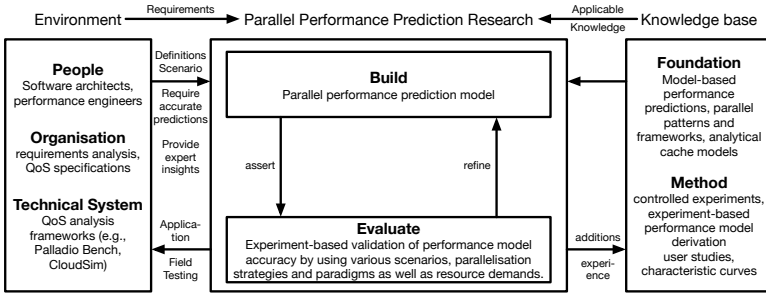 Environment
Requirements
Parallel Performance Prediction Research
Applicable
Knowledge
Knowledge base
People
Software architects,
performance engineers
Organisation
requirements analysis,
QoS specifications
Technical System
QoS analysis
frameworks (e.g.,
Palladio Bench,
CloudSim)
Definitions
Scenario
Require
accurate
predictions
Provide
expert
insights
Applica-
tion
Field
Testing
Build
Parallel performance prediction model
assert
refine
Evaluate
Experiment-based validation of performance model
accuracy by using various scenarios, parallelisation
strategies and paradigms as well as resource demands.
additions
experi-
ence
Foundation
Model-based
performance
predictions, parallel
patterns and
frameworks, analytical
cache models
Method
controlled experiments,
experiment-based
performance model
derivation
user studies,
characteristic curves